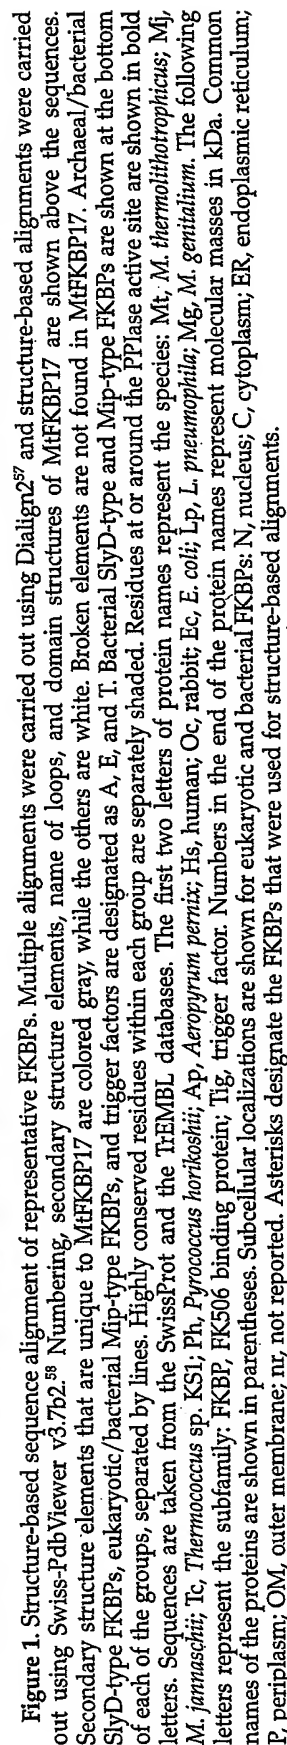 Figure 1. Structure-based sequence alignment of representative FKBPs. Multiple alignments were carried out using Dialign2⁵⁷ and structure-based alignments were carried
out using Swiss-PdbViewer v3.7b2.⁵⁸ Numbering, secondary structure elements, name of loops, and domain structures of MtFKBP17 are shown above the sequences.
Secondary structure elements that are unique to MtFKBP17 are colored gray, while the others are white. Broken elements are not found in MtFKBP17. Archaeal/bacterial
SlyD-type FKBPs, eukaryotic/bacterial Mip-type FKBPs, and trigger factors are designated as A, E, and T. Bacterial SlyD-type and Mip-type FKBPs are shown at the bottom
of each of the groups, separated by lines. Highly conserved residues within each group are separately shaded. Residues at or around the PPIase active site are shown in bold
letters. Sequences are taken from the SwissProt and the TrEMBL databases. The first two letters of protein names represent the species: Mt, M. thermolithotrophicus; Mj,
M. jannaschii; Tc, Thermococcus sp. KS1; Ph, Pyrococcus horikoshii; Ap, Aeropyrum pernix; Hs, human; Oc, rabbit; Ec, E. coli; Lp, L. pneumophila; Mg, M. genitalium. The following
letters represent the subfamily: FKBP, FK506 binding protein; Tig, trigger factor. Numbers in the end of the protein names represent molecular masses in kDa. Common
names of the proteins are shown in parentheses. Subcellular localizations are shown for eukaryotic and bacterial FKBPs: N, nucleus; C, cytoplasm; ER, endoplasmic reticulum;
P, periplasm; OM, outer membrane; nr, not reported. Asterisks designate the FKBPs that were used for structure-based alignments.